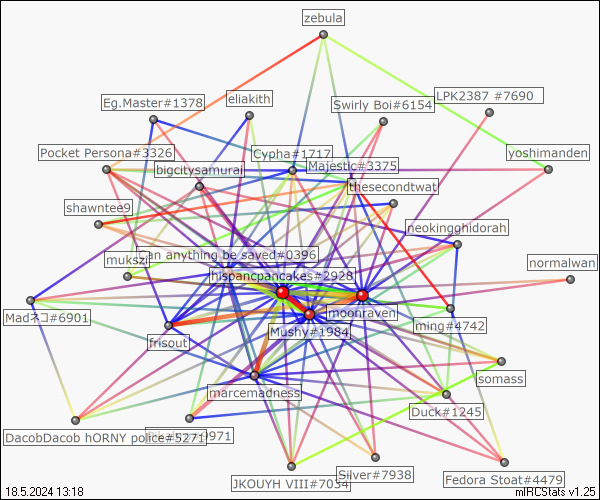 zebula
Eg.Master#1378
eliakith
Swirly Boi#6154
LPK2387 #7690
Pocket Persona#3326
Cypha#1717
Majestic#3375
yoshimanden
bigcitysamurai
thesecondtwat
shawntee9
neokingghidorah
can anything be saved#0396
mukszi
hispancpancakes#2928
normalwan
Madネコ#6901
moonraven
frisout
Mushy#1984
ming#4742
somass
marcemadness
Duck#1245
DacobDacob hORNY police#5271
#0971
JKOUYH VIII#7034
Silver#7938
Fedora Stoat#4479
18.5.2024 13:18
mIRCStats v1.25